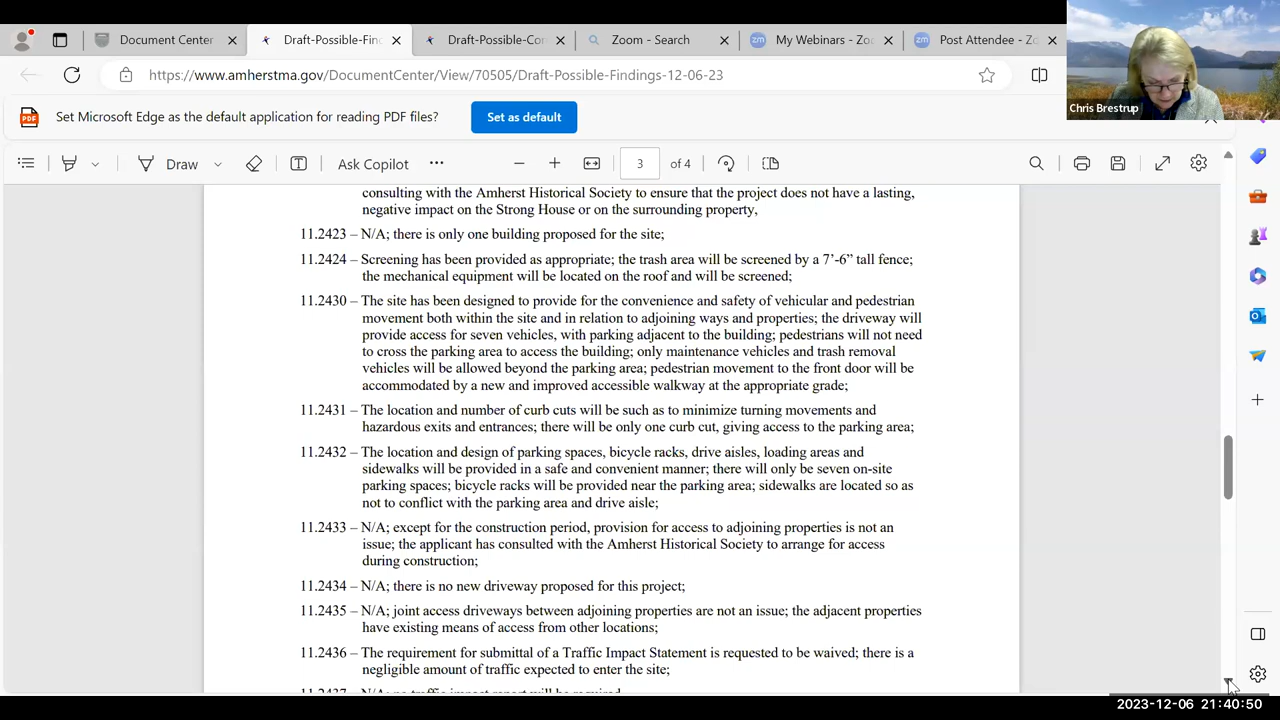 Document Center
Draft-Possible-Fin
Draft-Possible-Co
Zoom - Search
My Webinars - Zoo
Post Attendee - Zo
https://www.amherstma.gov/DocumentCenter/View/70505/Draft-Possible-Findings-12-06-23
Chris Brestrup
PDF
Set Microsoft Edge as the default application for reading PDF files?
Set as default
Draw
Ask Copilot
3
of 4
consulting with the Amherst Historical Society to ensure that the project does not have a lasting,
negative impact on the Strong House or on the surrounding property,
11.2423 – N/A; there is only one building proposed for the site;
11.2424 – Screening has been provided as appropriate; the trash area will be screened by a 7’-6” tall fence;
the mechanical equipment will be located on the roof and will be screened;
11.2430 – The site has been designed to provide for the convenience and safety of vehicular and pedestrian
movement both within the site and in relation to adjoining ways and properties; the driveway will
provide access for seven vehicles, with parking adjacent to the building; pedestrians will not need
to cross the parking area to access the building; only maintenance vehicles and trash removal
vehicles will be allowed beyond the parking area; pedestrian movement to the front door will be
accommodated by a new and improved accessible walkway at the appropriate grade;
11.2431 – The location and number of curb cuts will be such as to minimize turning movements and
hazardous exits and entrances; there will be only one curb cut, giving access to the parking area;
11.2432 – The location and design of parking spaces, bicycle racks, drive aisles, loading areas and
sidewalks will be provided in a safe and convenient manner; there will only be seven on-site
parking spaces; bicycle racks will be provided near the parking area; sidewalks are located so as
not to conflict with the parking area and drive aisle;
11.2433 – N/A; except for the construction period, provision for access to adjoining properties is not an
issue; the applicant has consulted with the Amherst Historical Society to arrange for access
during construction;
11.2434 – N/A; there is no new driveway proposed for this project;
11.2435 – N/A; joint access driveways between adjoining properties are not an issue; the adjacent properties
have existing means of access from other locations;
11.2436 – The requirement for submittal of a Traffic Impact Statement is requested to be waived; there is a
negligible amount of traffic expected to enter the site;
11.2437 – N/A; no traffic impact report will be required
2023-12-06 21:40:50